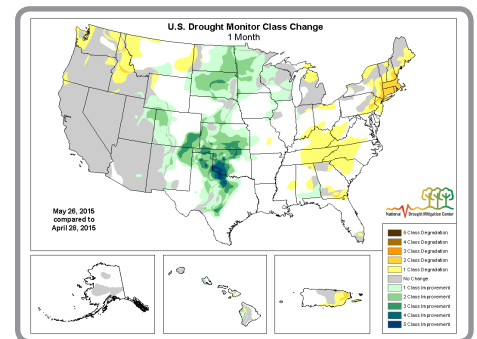 U.S. Drought Monitor Class Change
1 Month
May 26, 2015
compared to
April 28, 2015
National Drought Mitigation Center
5 Class Degradation
4 Class Degradation
3 Class Degradation
2 Class Degradation
1 Class Degradation
No Change
1 Class Improvement
2 Class Improvement
3 Class Improvement
4 Class Improvement
5 Class Improvement